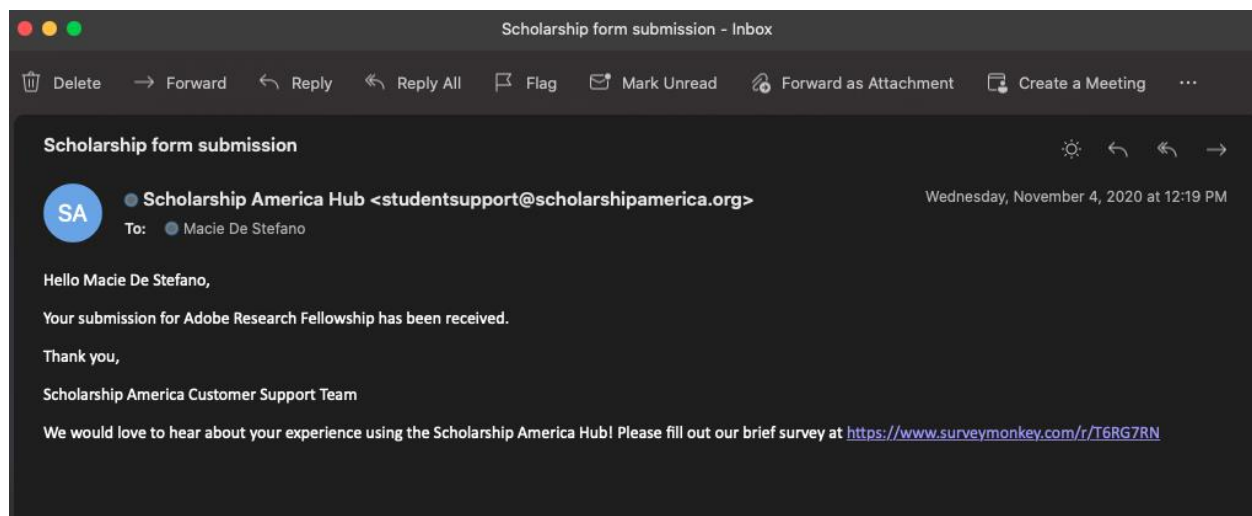 Scholarship form submission - Inbox
Delete Forward Reply Reply All Flag Mark Unread Forward as Attachment Create a Meeting ...
Scholarship form submission
SA
Scholarship America Hub <studentsupport@scholarshipamerica.org>
Wednesday, November 4, 2020 at 12:19 PM
To: Macie De Stefano
Hello Macie De Stefano,
Your submission for Adobe Research Fellowship has been received.
Thank you,
Scholarship America Customer Support Team
We would love to hear about your experience using the Scholarship America Hub! Please fill out our brief survey at https://www.surveymonkey.com/r/T6RG7RN